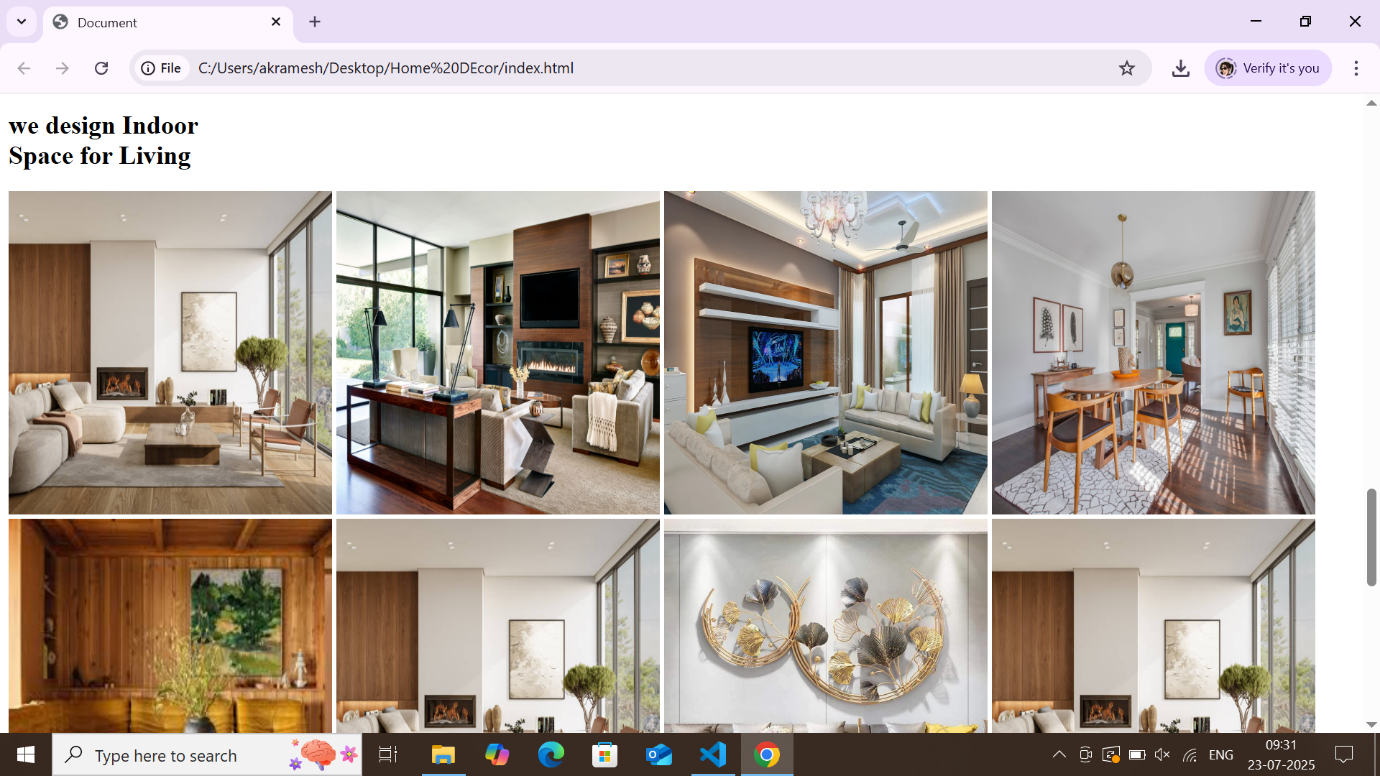 Document
File
C:/Users/akramesh/Desktop/Home%20DEcor/index.html
Verify it's you
we design Indoor
Space for Living
Type here to search
ENG
09:31
23-07-2025